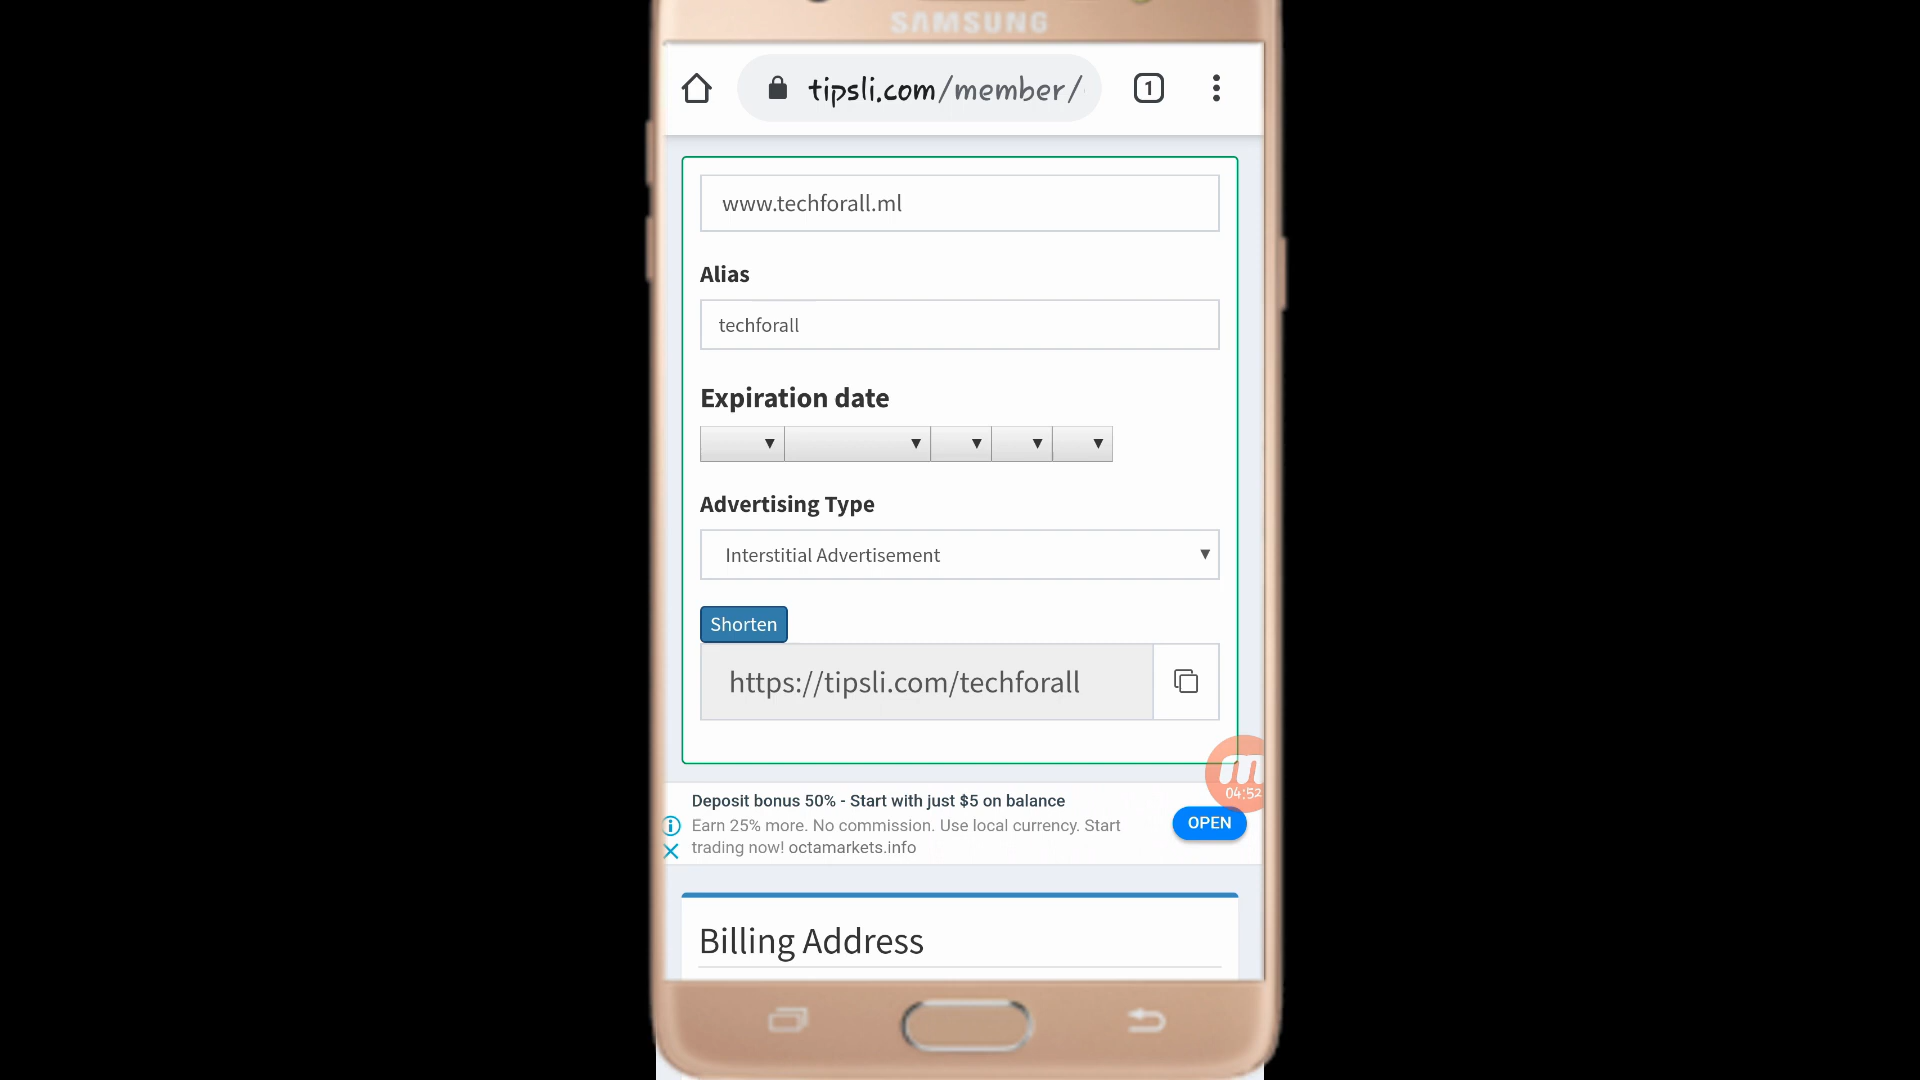 SAMSUNG
tipsli.com/member/
1
www.techforall.ml
Alias
techforall
Expiration date
Advertising Type
Interstitial Advertisement
Shorten
https://tipsli.com/techforall
04:52
Deposit bonus 50% - Start with just $5 on balance
Earn 25% more. No commission. Use local currency. Start
trading now! octamarkets.info
OPEN
Billing Address